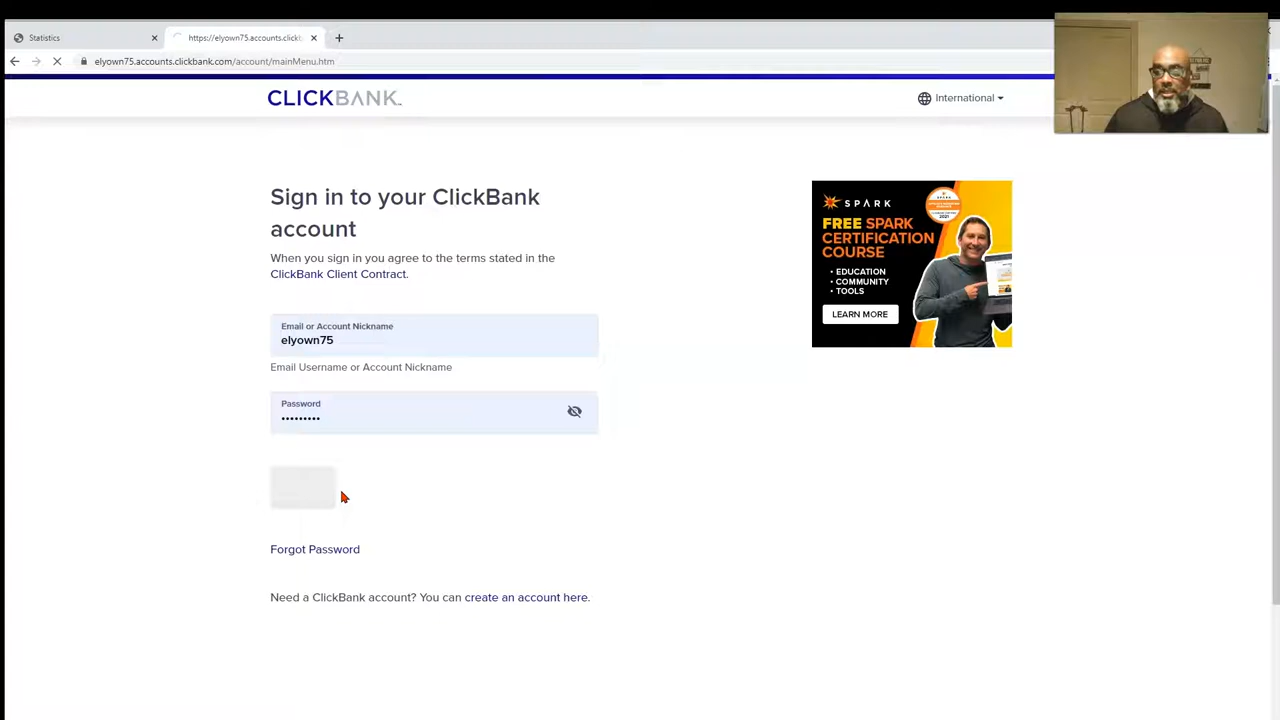 Statistics
https://elyown75.accounts.clickb
elyown75.accounts.clickbank.com/account/mainMenu.htm
CLICKBANK
International
Sign in to your ClickBank
account
When you sign in you agree to the terms stated in the
ClickBank Client Contract.
Email or Account Nickname
elyown75
Email Username or Account Nickname
Password
•••••••••
Forgot Password
Need a ClickBank account? You can create an account here.
SPARK
FREE SPARK
CERTIFICATION
COURSE
• EDUCATION
• COMMUNITY
• TOOLS
LEARN MORE